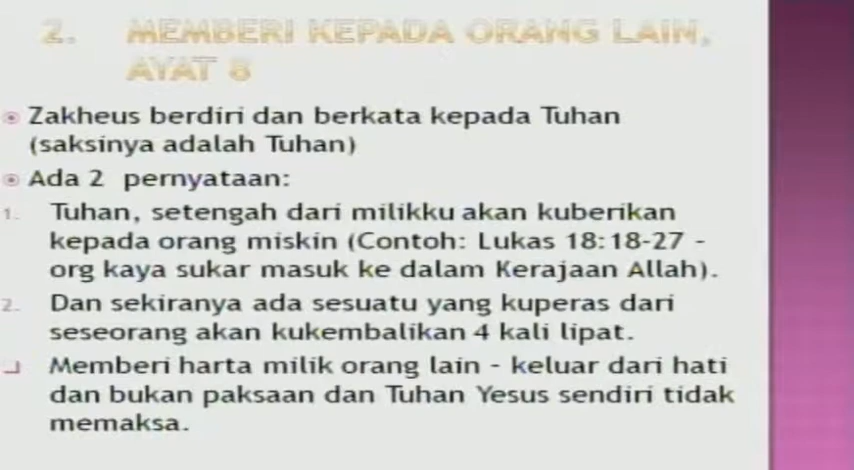 2. MEMBERI KEPADA ORANG LAIN,
AYAT 8
Zakheus berdiri dan berkata kepada Tuhan
(saksinya adalah Tuhan)
Ada 2 pernyataan:
1. Tuhan, setengah dari milikku akan kuberikan
kepada orang miskin (Contoh: Lukas 18:18-27 -
org kaya sukar masuk ke dalam Kerajaan Allah).
2. Dan sekiranya ada sesuatu yang kuperas dari
seseorang akan kukembalikan 4 kali lipat.
Memberi harta milik orang lain - keluar dari hati
dan bukan paksaan dan Tuhan Yesus sendiri tidak
memaksa.